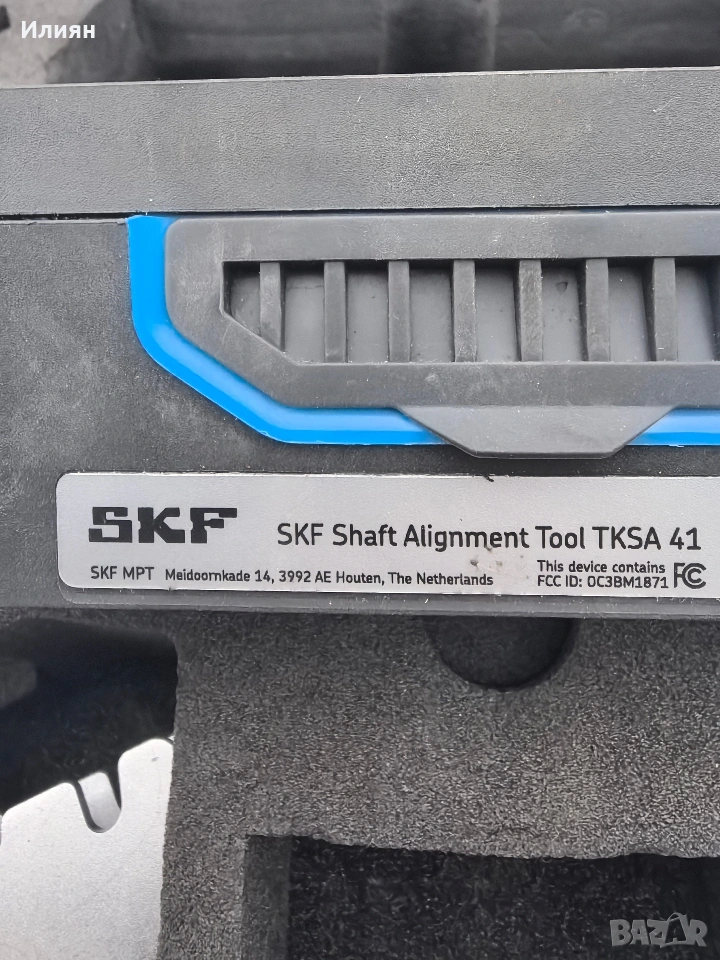 Илиян
SKF
SKF Shaft Alignment Tool TKSA 41
SKF MPT Meidoornkade 14, 3992 AE Houten, The Netherlands
This device contains
FCC ID: OC3BM1871 FC
BAZAR